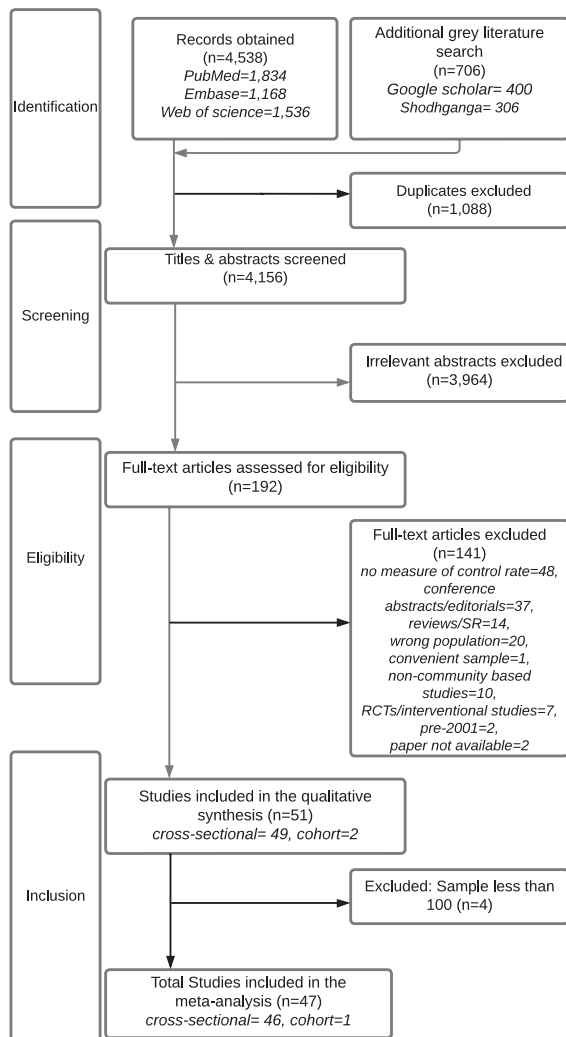 Identification
Records obtained
(n=4,538)
PubMed=1,834
Embase=1,168
Web of science=1,536
Additional grey literature
search
(n=706)
Google scholar= 400
Shodhganga= 306
Duplicates excluded
(n=1,088)
Screening
Titles & abstracts screened
(n=4,156)
Irrelevant abstracts excluded
(n=3,964)
Eligibility
Full-text articles assessed for eligibility
(n=192)
Full-text articles excluded
(n=141)
no measure of control rate=48,
conference
abstracts/editorials=37,
reviews/SR=14,
wrong population=20,
convenient sample=1,
non-community based
studies=10,
RCTs/interventional studies=7,
pre-2001=2,
paper not available=2
Inclusion
Studies included in the qualitative
synthesis (n=51)
cross-sectional= 49, cohort=2
Excluded: Sample less than
100 (n=4)
Total Studies included in the
meta-analysis (n=47)
cross-sectional= 46, cohort=1